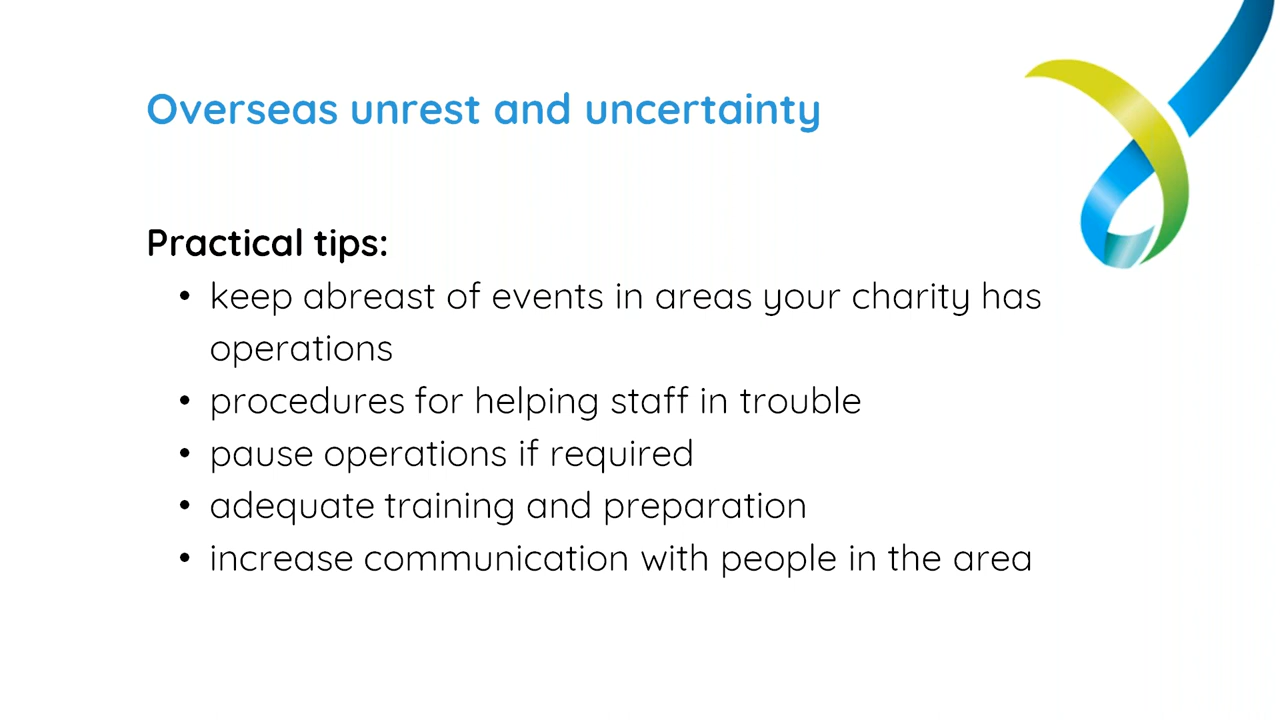 Overseas unrest and uncertainty
Practical tips:
• keep abreast of events in areas your charity has
operations
• procedures for helping staff in trouble
• pause operations if required
• adequate training and preparation
• increase communication with people in the area